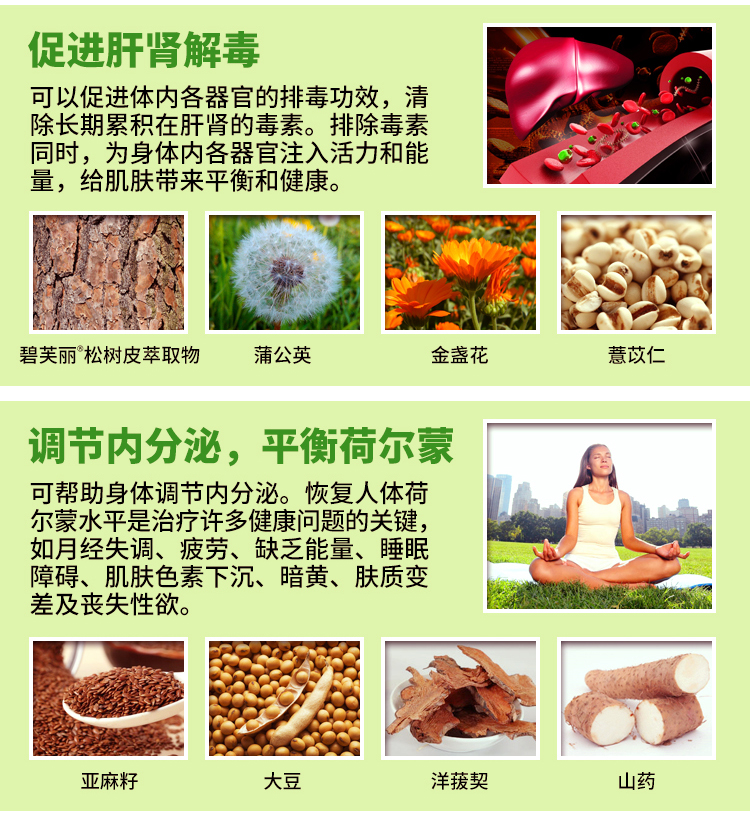 促进肝肾解毒
可以促进体内各器官的排毒功效，清
除长期累积在肝肾的毒素。排除毒素
同时，为身体内各器官注入活力和能
量，给肌肤带来平衡和健康。
碧芙丽®松树皮萃取物
蒲公英
金盏花
薏苡仁
调节内分泌，平衡荷尔蒙
可帮助身体调节内分泌。恢复人体荷
尔蒙水平是治疗许多健康问题的关键，
如月经失调、疲劳、缺乏能量、睡眠
障碍、肌肤色素下沉、暗黄、肤质变
差及丧失性欲。
亚麻籽
大豆
洋菝契
山药